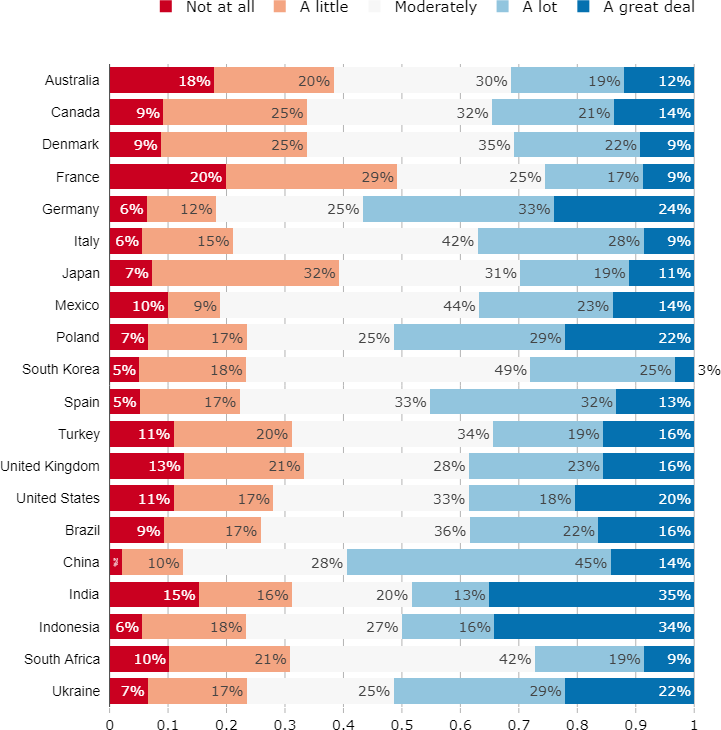 Not at all A little Moderately A lot A great deal
Australia 18% 20% 30% 19% 12%
Canada 9% 25% 32% 21% 14%
Denmark 9% 25% 35% 22% 9%
France 20% 29% 25% 17% 9%
Germany 6% 12% 25% 33% 24%
Italy 6% 15% 42% 28% 9%
Japan 7% 32% 31% 19% 11%
Mexico 10% 9% 44% 23% 14%
Poland 7% 17% 25% 29% 22%
South Korea 5% 18% 49% 25% 3%
Spain 5% 17% 33% 32% 13%
Turkey 11% 20% 34% 19% 16%
United Kingdom 13% 21% 28% 23% 16%
United States 11% 17% 33% 18% 20%
Brazil 9% 17% 36% 22% 16%
China 2% 10% 28% 45% 14%
India 15% 16% 20% 13% 35%
Indonesia 6% 18% 27% 16% 34%
South Africa 10% 21% 42% 19% 9%
Ukraine 7% 17% 25% 29% 22%
0 0.1 0.2 0.3 0.4 0.5 0.6 0.7 0.8 0.9 1